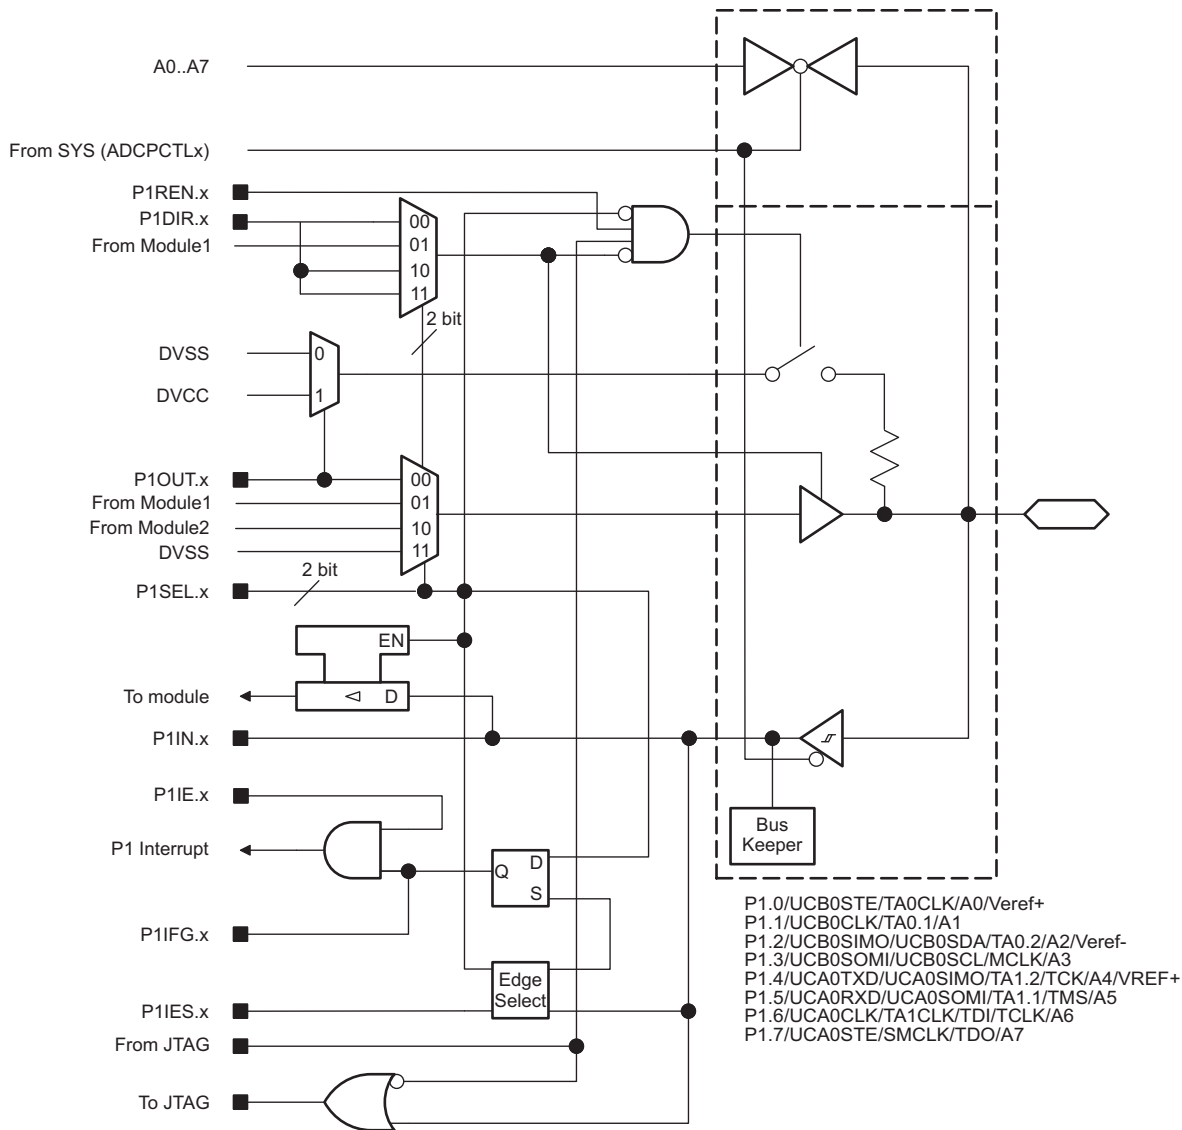 A0..A7
From SYS (ADCPCTLx)
P1REN.x
P1DIR.x
From Module1
00
01
10
11
2 bit
DVSS
DVCC
0
1
P1OUT.x
From Module1
From Module2
DVSS
00
01
10
11
P1SEL.x
2 bit
EN
D
To module
P1IN.x
P1IE.x
P1 Interrupt
Q
D
S
Bus
Keeper
P1IFG.x
Edge
Select
P1IES.x
From JTAG
To JTAG
P1.0/UCB0STE/TA0CLK/A0/Veref+
P1.1/UCB0CLK/TA0.1/A1
P1.2/UCB0SIMO/UCB0SDA/TA0.2/A2/Veref-
P1.3/UCB0SOMI/UCB0SCL/MCLK/A3
P1.4/UCA0TXD/UCA0SIMO/TA1.2/TCK/A4/VREF+
P1.5/UCA0RXD/UCA0SOMI/TA1.1/TMS/A5
P1.6/UCA0CLK/TA1CLK/TDI/TCLK/A6
P1.7/UCA0STE/SMCLK/TDO/A7